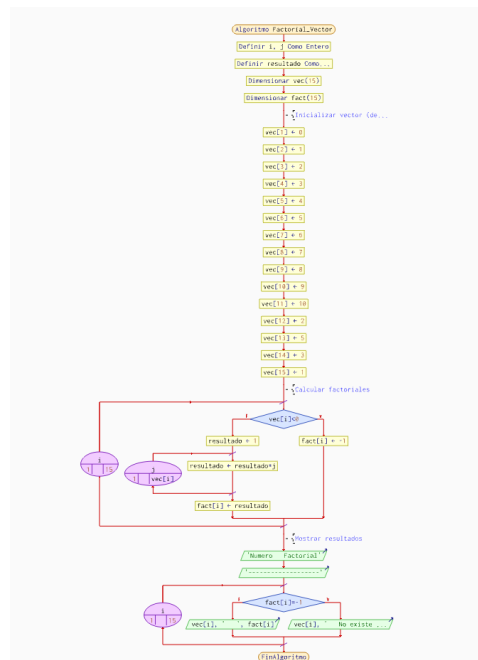 Algoritmo Factorial_Vector
Definir i, j Como Entero
Definir resultado Como...
Dimensionar vec(15)
Dimensionar fact(15)
Inicializar vector (de...
vec[1] ← 0
vec[2] ← 1
vec[3] ← 2
vec[4] ← 3
vec[5] ← 4
vec[6] ← 5
vec[7] ← 6
vec[8] ← 7
vec[9] ← 8
vec[10] ← 9
vec[11] ← 10
vec[12] ← 2
vec[13] ← 5
vec[14] ← 3
vec[15] ← 1
Calcular factoriales
vec[i]<0
resultado ← 1
fact[i] ← -1
i
1 15
j
1 vec[i]
resultado ← resultado*j
fact[i] ← resultado
Mostrar resultados
'Numero   Factorial'
'-------------------'
fact[i]=-1
i
1 15
vec[i], '   ', fact[i]
vec[i], '   No existe ...
FinAlgoritmo